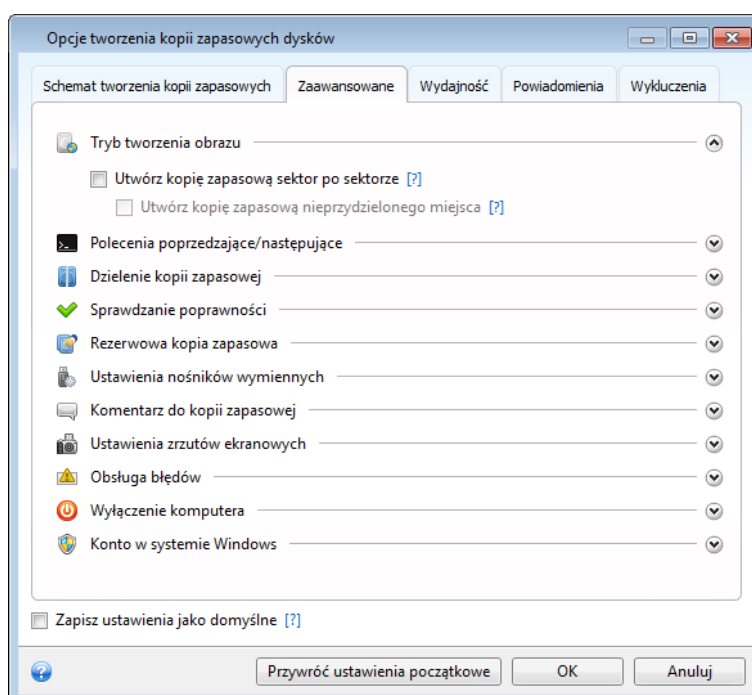 Opcje tworzenia kopii zapasowych dysków
Schemat tworzenia kopii zapasowych Zaawansowane Wydajność Powiadomienia Wykluczenia
Tryb tworzenia obrazu
Utwórz kopię zapasową sektor po sektorze [?]
Utwórz kopię zapasową nieprzydzielonego miejsca [?]
Polecenia poprzedzające/następujące
Dzielenie kopii zapasowej
Sprawdzanie poprawności
Rezerwowa kopia zapasowa
Ustawienia nośników wymiennych
Komentarz do kopii zapasowej
Ustawienia zrzutów ekranowych
Obsługa błędów
Wyłączenie komputera
Konto w systemie Windows
Zapisz ustawienia jako domyślne [?]
Przywróć ustawienia początkowe OK Anuluj